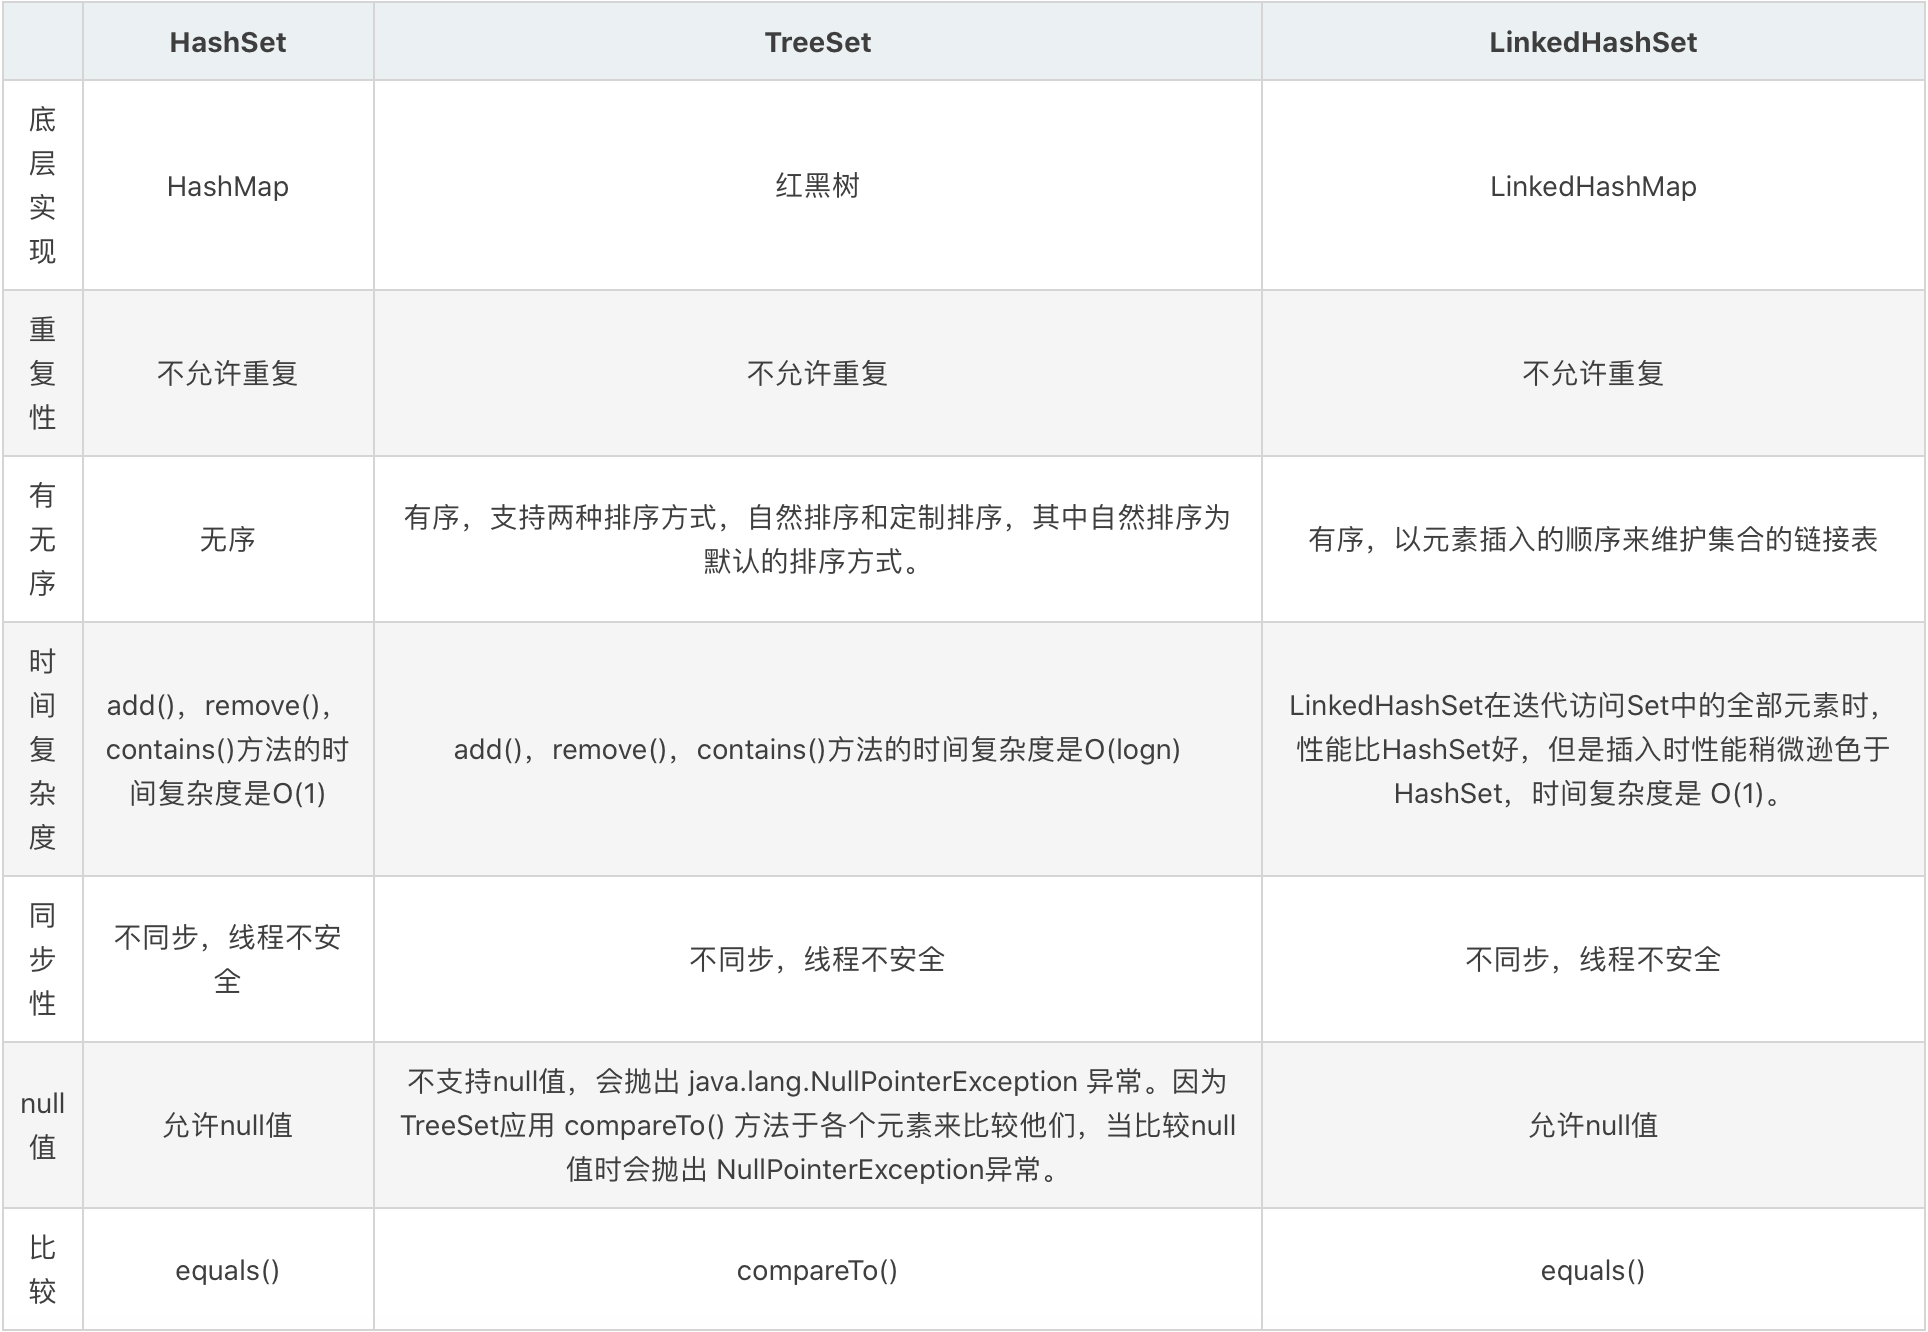 HashSet
TreeSet
LinkedHashSet
底
层
实
现
HashMap
红黑树
LinkedHashMap
重
复
性
不允许重复
不允许重复
不允许重复
有
无
序
无序
有序，支持两种排序方式，自然排序和定制排序，其中自然排序为
默认的排序方式。
有序，以元素插入的顺序来维护集合的链接表
时
间
复
杂
度
add()，remove()，
contains()方法的时
间复杂度是O(1)
add()，remove()，contains()方法的时间复杂度是O(logn)
LinkedHashSet在迭代访问Set中的全部元素时，
性能比HashSet好，但是插入时性能稍微逊色于
HashSet，时间复杂度是 O(1)。
同
步
性
不同步，线程不安
全
不同步，线程不安全
不同步，线程不安全
null
值
允许null值
不支持null值，会抛出 java.lang.NullPointerException 异常。因为
TreeSet应用 compareTo() 方法于各个元素来比较他们，当比较null
值时会抛出 NullPointerException异常。
允许null值
比
较
equals()
compareTo()
equals()